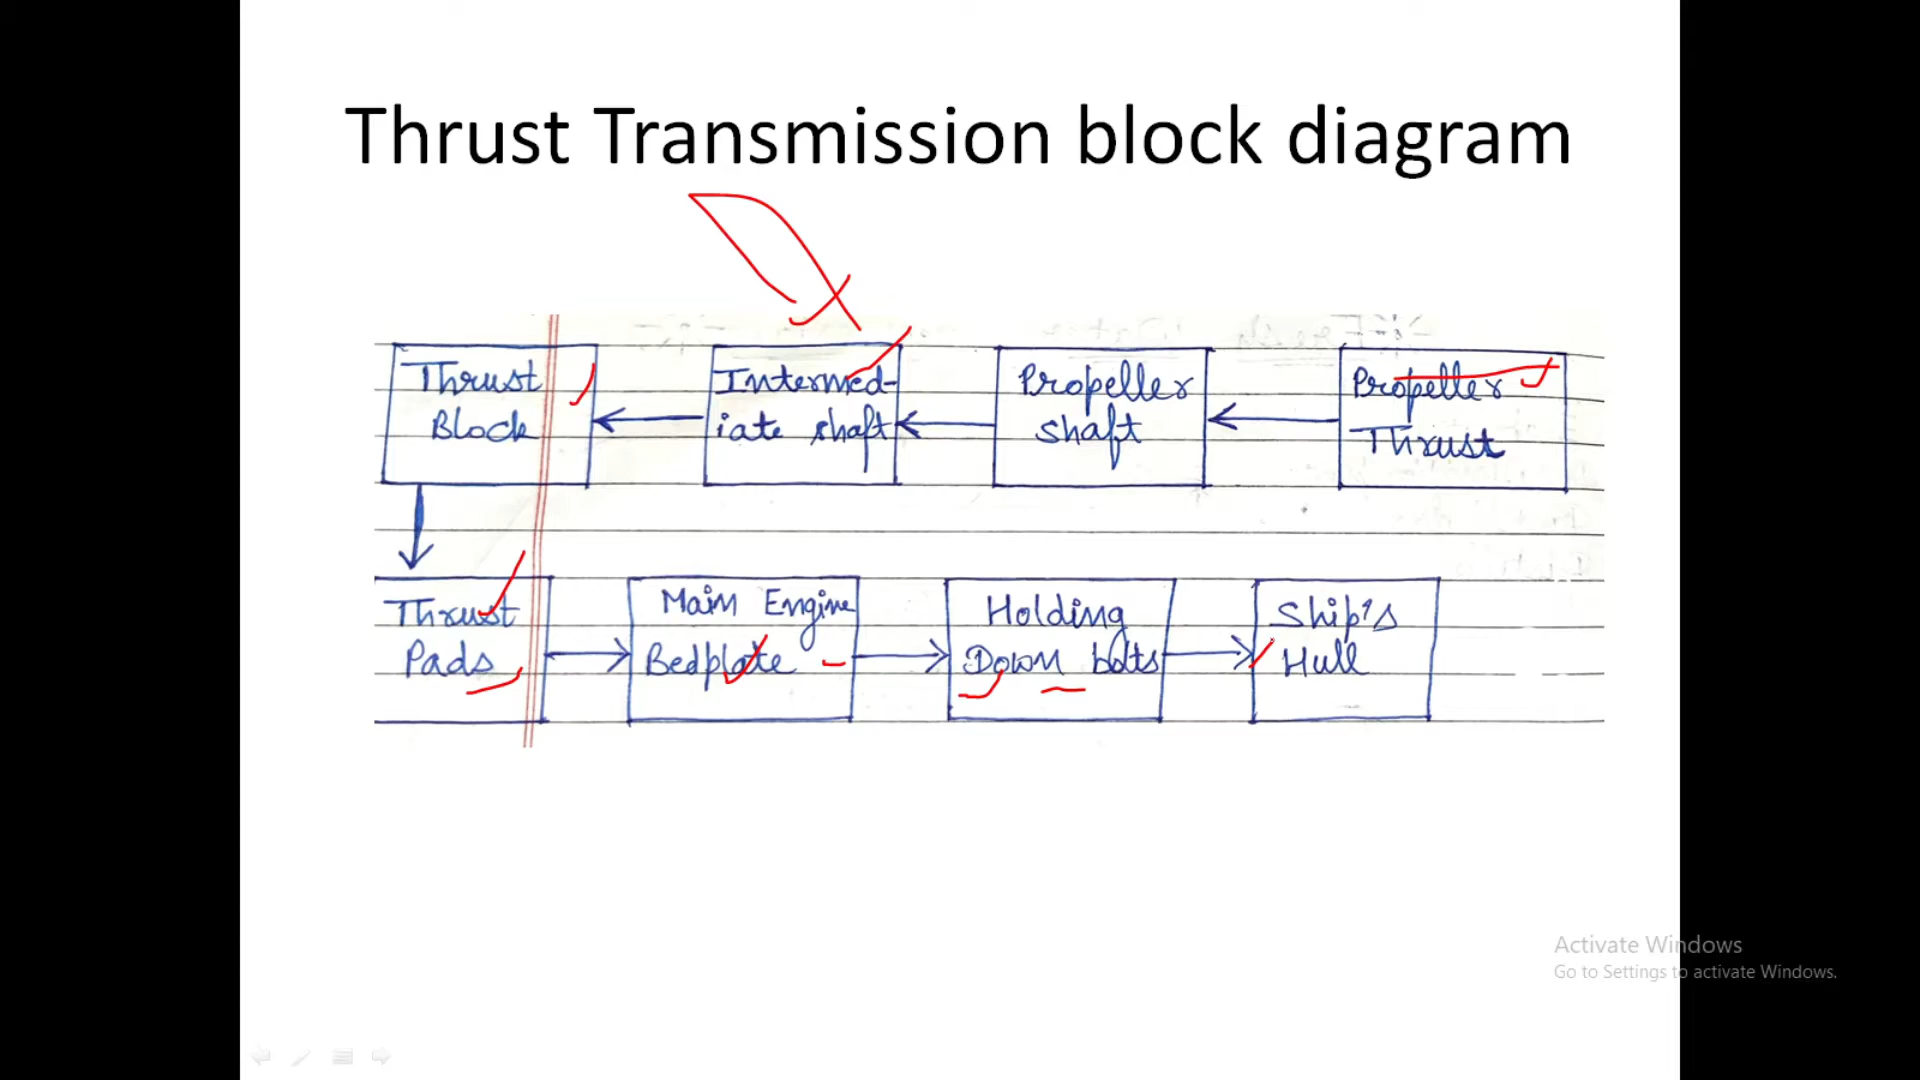 Thrust Transmission block diagram
Thrust
Block
Intermed-
iate shaft
Propeller
shaft
Propeller
Thrust
Thrust
Pads
Main Engine
Bedplate
Holding
Down bolts
Ship's
Hull
Activate Windows
Go to Settings to activate Windows.